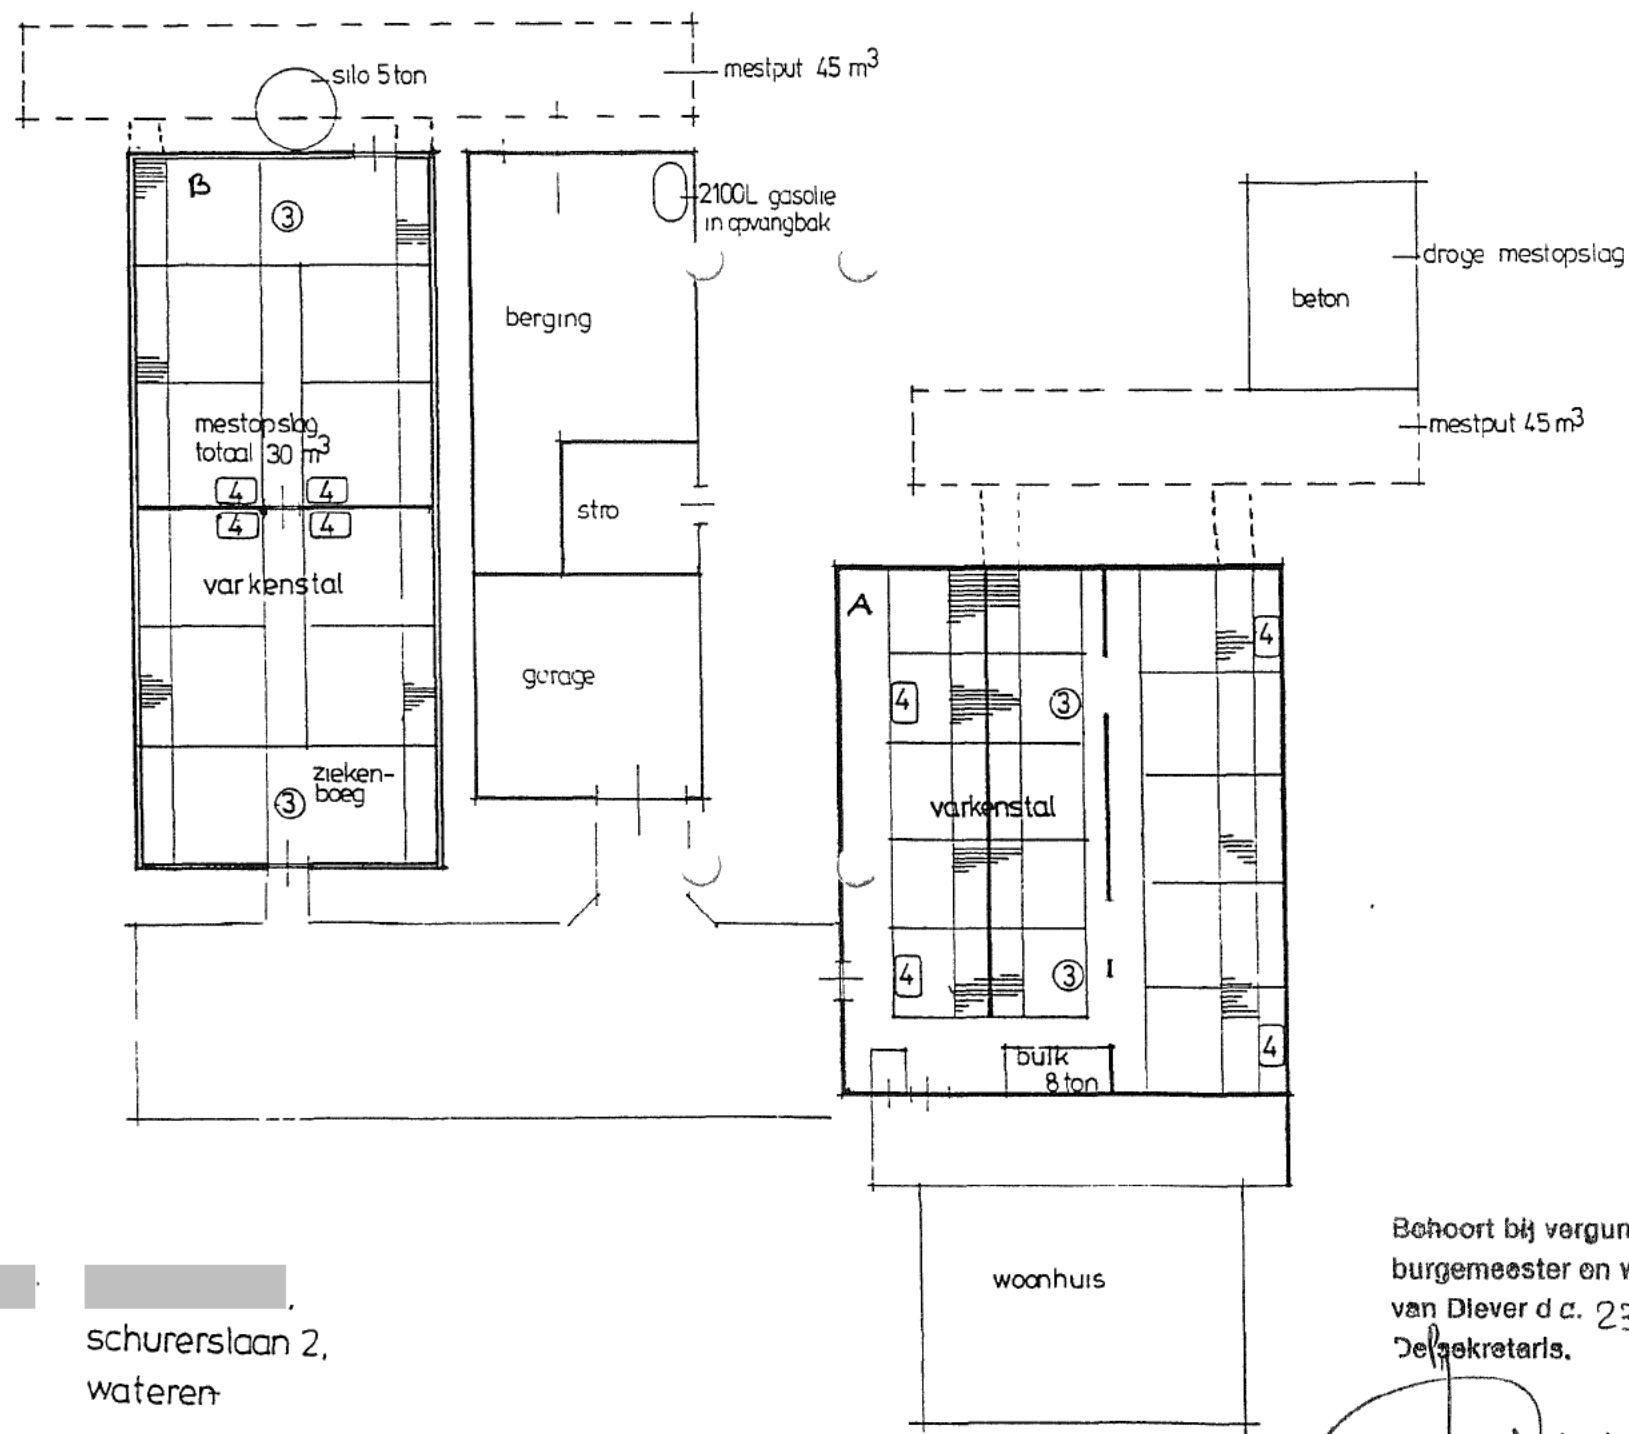 silo 5 ton
mestput 45 m³
B
3
2100L gasolie
in opvangbak
droge mestopslag
beton
berging
mestopslag
totaal 30 m³
mestput 45 m³
4 4
4 4
stro
varkenstal
A
4
garage
4
3
zieken-
boeg
3
varkenstal
4
3
4
bulk
8 ton
woonhuis
schurerslaan 2,
wateren
Behoort bij vergun
burgemeester en w
van Diever d.d. 23
De sekretaris.